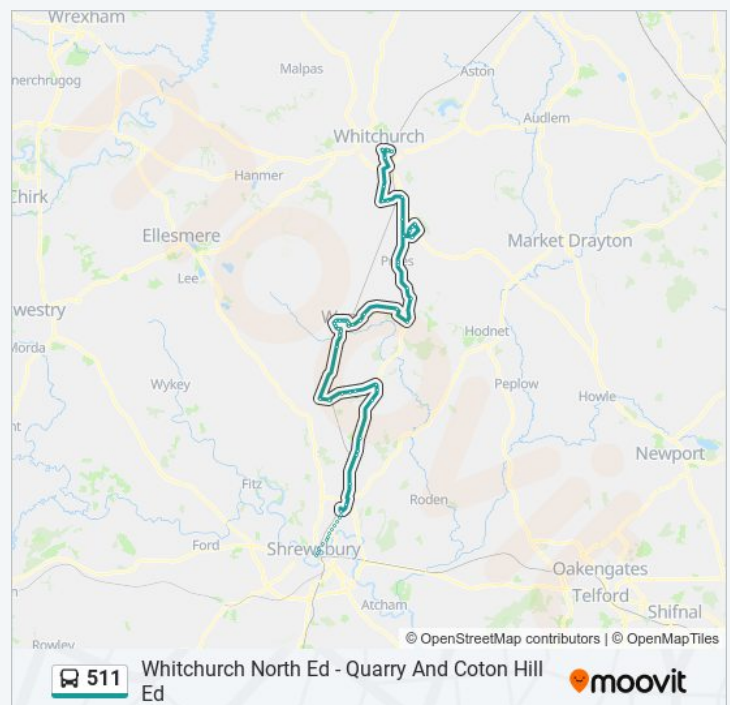 Wrexham
nerchrugog
Malpas
Aston
Audlem
Whitchurch
Hanmer
Chirk
Ellesmere
Lee
Market Drayton
westry
Morda
Hodnet
Wykey
Peplow
Howle
nt
Newport
Fitz
Roden
Ford
Shrewsbury
Oakengates
Telford
Atcham
Shifnal
Rowley
moovit
© OpenStreetMap contributors | © OpenMapTiles
511 Whitchurch North Ed - Quarry And Coton Hill
Ed
moovit